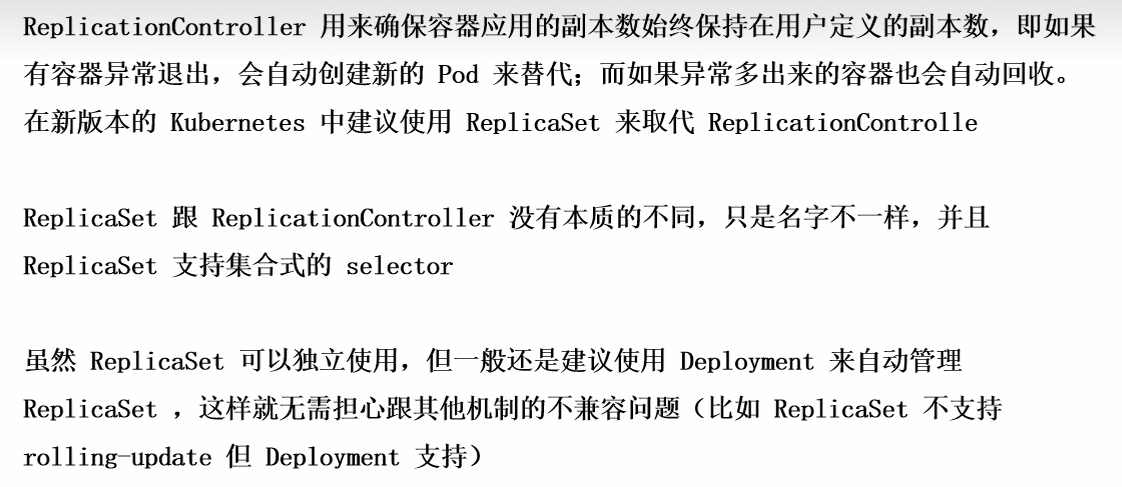 ReplicationController 用来确保容器应用的副本数始终保持在用户定义的副本数，即如果
有容器异常退出，会自动创建新的 Pod 来替代；而如果异常多出来的容器也会自动回收。
在新版本的 Kubernetes 中建议使用 ReplicaSet 来取代 ReplicationControlle
ReplicaSet 跟 ReplicationController 没有本质的不同，只是名字不一样，并且
ReplicaSet 支持集合式的 selector
虽然 ReplicaSet 可以独立使用，但一般还是建议使用 Deployment 来自动管理
ReplicaSet ，这样就无需担心跟其他机制的不兼容问题（比如 ReplicaSet 不支持
rolling-update 但 Deployment 支持）